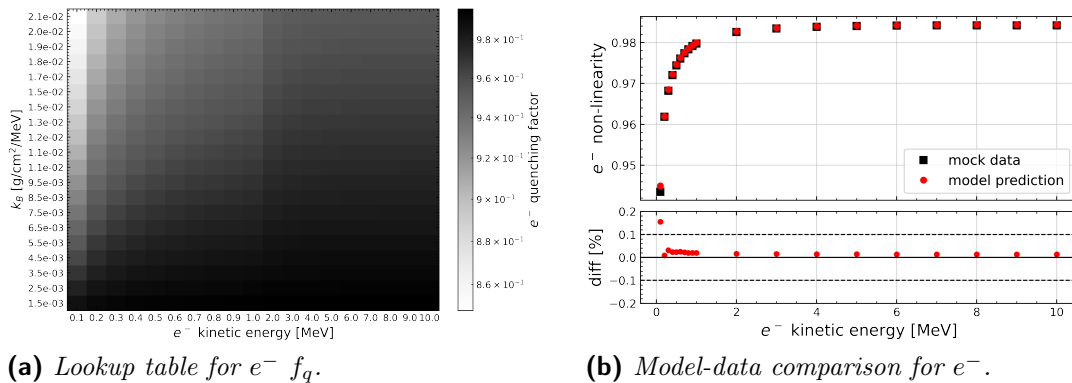 2.1e-02
2.0e-02
1.9e-02
1.7e-02
1.6e-02
1.5e-02
1.3e-02
1.2e-02
1.1e-02
9.5e-03
8.5e-03
7.5e-03
6.5e-03
5.5e-03
4.5e-03
3.5e-03
2.5e-03
1.5e-03
k_B [g/cm²/MeV]
0.1 0.2 0.3 0.4 0.5 0.6 0.7 0.8 0.9 1.0 2.0 3.0 4.0 5.0 6.0 7.0 8.0 9.0 10.0
e⁻ kinetic energy [MeV]
9.8 × 10⁻¹
9.6 × 10⁻¹
9.4 × 10⁻¹
9.2 × 10⁻¹
9 × 10⁻¹
8.8 × 10⁻¹
8.6 × 10⁻¹
e⁻ quenching factor
(a) Lookup table for e⁻ f_q.
0.98
0.97
0.96
0.95
e⁻ non-linearity
mock data
model prediction
0.2
0.1
0.0
−0.1
−0.2
diff [%]
0 2 4 6 8 10
e⁻ kinetic energy [MeV]
(b) Model-data comparison for e⁻.